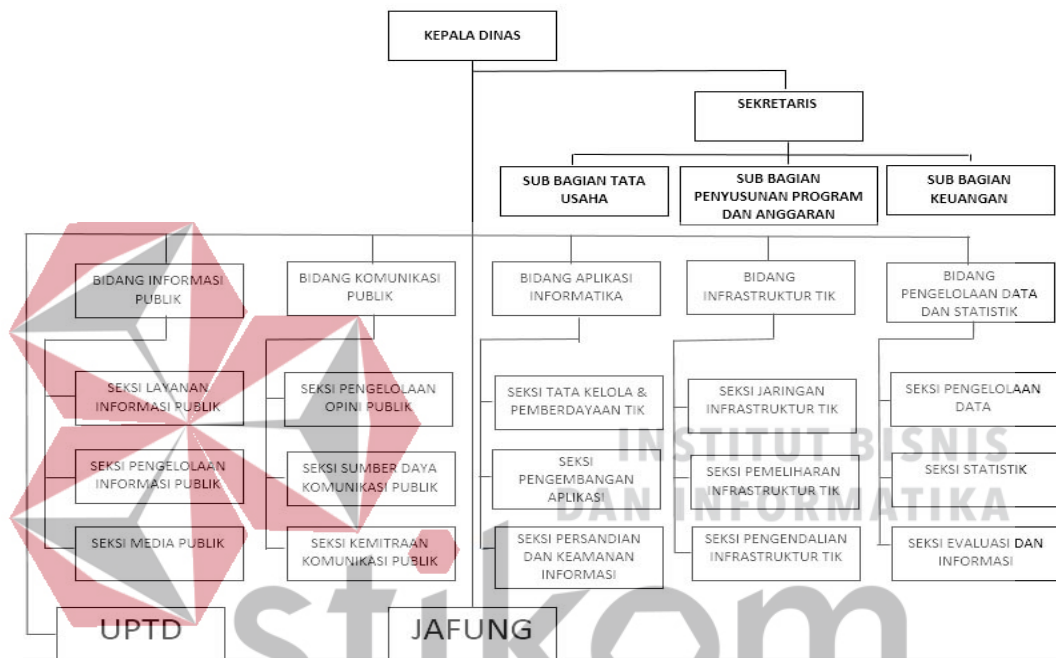 KEPALA DINAS
SEKRETARIS
SUB BAGIAN TATA
USAHA
SUB BAGIAN
PENYUSUNAN PROGRAM
DAN ANGGARAN
SUB BAGIAN
KEUANGAN
BIDANG INFORMASI
PUBLIK
BIDANG KOMUNIKASI
PUBLIK
BIDANG APLIKASI
INFORMATIKA
BIDANG
INFRASTRUKTUR TIK
BIDANG
PENGELOLAAN DATA
DAN STATISTIK
SEKSI LAYANAN
INFORMASI PUBLIK
SEKSI PENGELOLAAN
OPINI PUBLIK
SEKSI TATA KELOLA &
PEMBERDAYAAN TIK
SEKSI JARINGAN
INFRASTRUKTUR TIK
SEKSI PENGELOLAAN
DATA
SEKSI PENGELOLAAN
INFORMASI PUBLIK
SEKSI SUMBER DAYA
KOMUNIKASI PUBLIK
SEKSI
PENGEMBANGAN
APLIKASI
SEKSI PEMELIHARAN
INFRASTRUKTUR TIK
SEKSI STATISTIK
SEKSI MEDIA PUBLIK
SEKSI KEMITRAAN
KOMUNIKASI PUBLIK
SEKSI PERSANDIAN
DAN KEAMANAN
INFORMASI
SEKSI PENGENDALIAN
INFRASTRUKTUR TIK
SEKSI EVALUASI DAN
INFORMASI
UPTD
JAFUNG
INSTITUT BISNIS
DAN INFORMATIKA
stikom